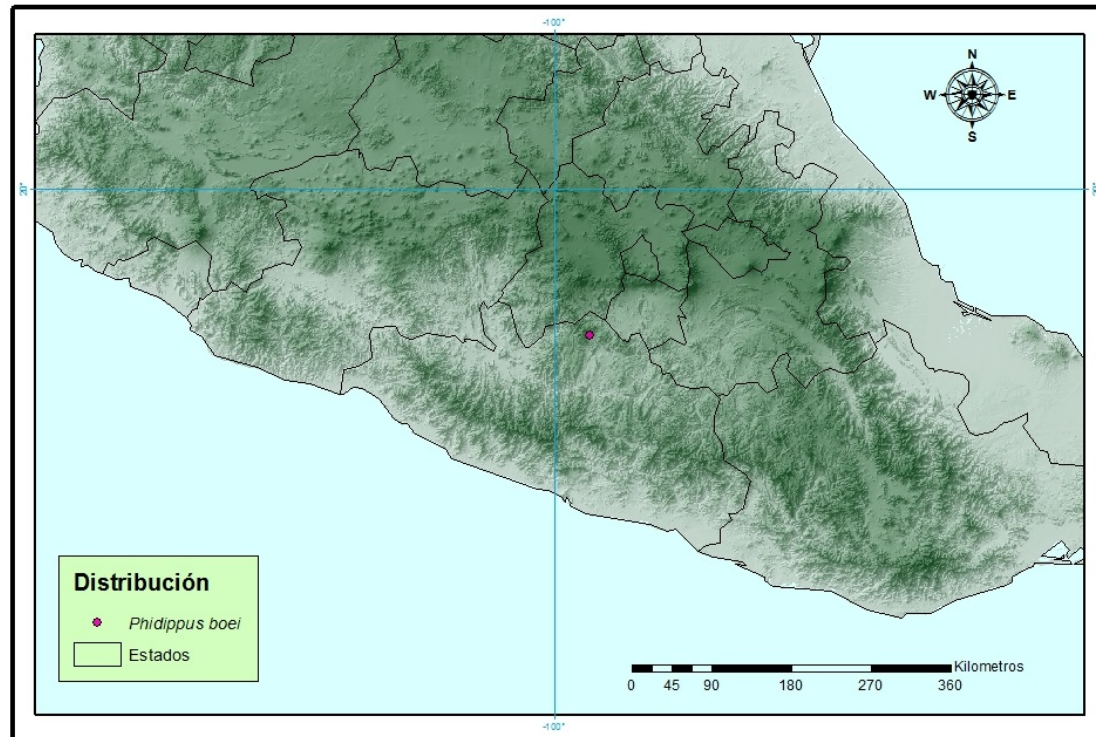 -100°
N
W E
S
20°
Distribución
Phidippus boei
Estados
Kilometros
0 45 90 180 270 360
-100°